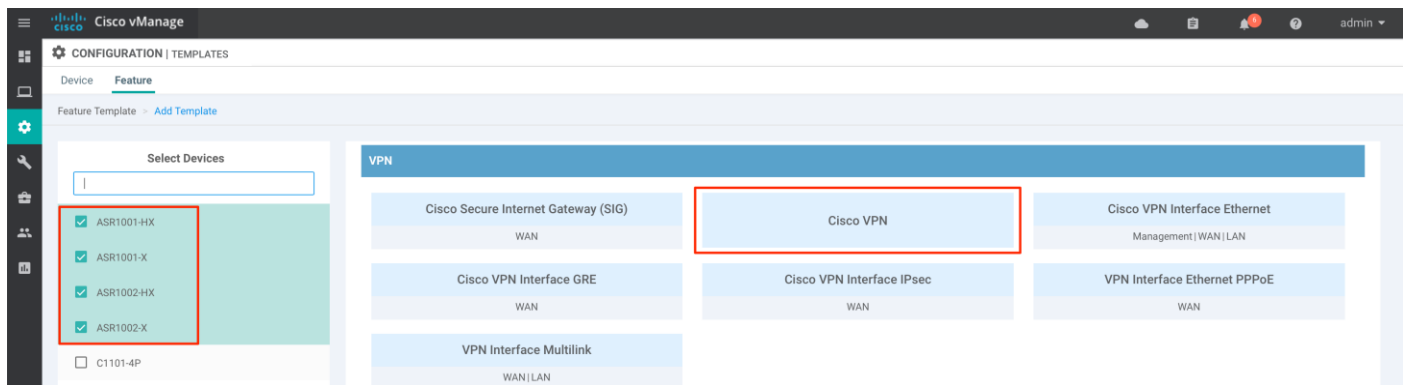 cisco Cisco vManage
6
admin
CONFIGURATION | TEMPLATES
Device Feature
Feature Template > Add Template
Select Devices
ASR1001-HX
ASR1001-X
ASR1002-HX
ASR1002-X
C1101-4P
VPN
Cisco Secure Internet Gateway (SIG)
WAN
Cisco VPN
Cisco VPN Interface Ethernet
Management | WAN | LAN
Cisco VPN Interface GRE
WAN
Cisco VPN Interface IPsec
WAN
VPN Interface Ethernet PPPoE
WAN
VPN Interface Multilink
WAN | LAN